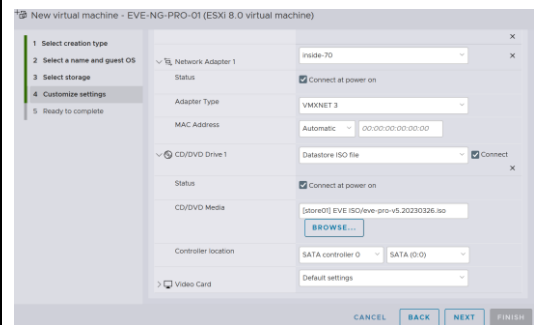 New virtual machine - EVE-NG-PRO-01 (ESXi 8.0 virtual machine)
1 Select creation type
2 Select a name and guest OS
3 Select storage
4 Customize settings
5 Ready to complete
Network Adapter 1
inside-70
Status
Connect at power on
Adapter Type
VMXNET 3
MAC Address
Automatic
00:00:00:00:00:00
CD/DVD Drive 1
Datastore ISO file
Connect
Status
Connect at power on
CD/DVD Media
[store01] EVE ISO/eve-pro-v5.20230326.iso
BROWSE...
Controller location
SATA controller 0
SATA (0:0)
Video Card
Default settings
CANCEL
BACK
NEXT
FINISH